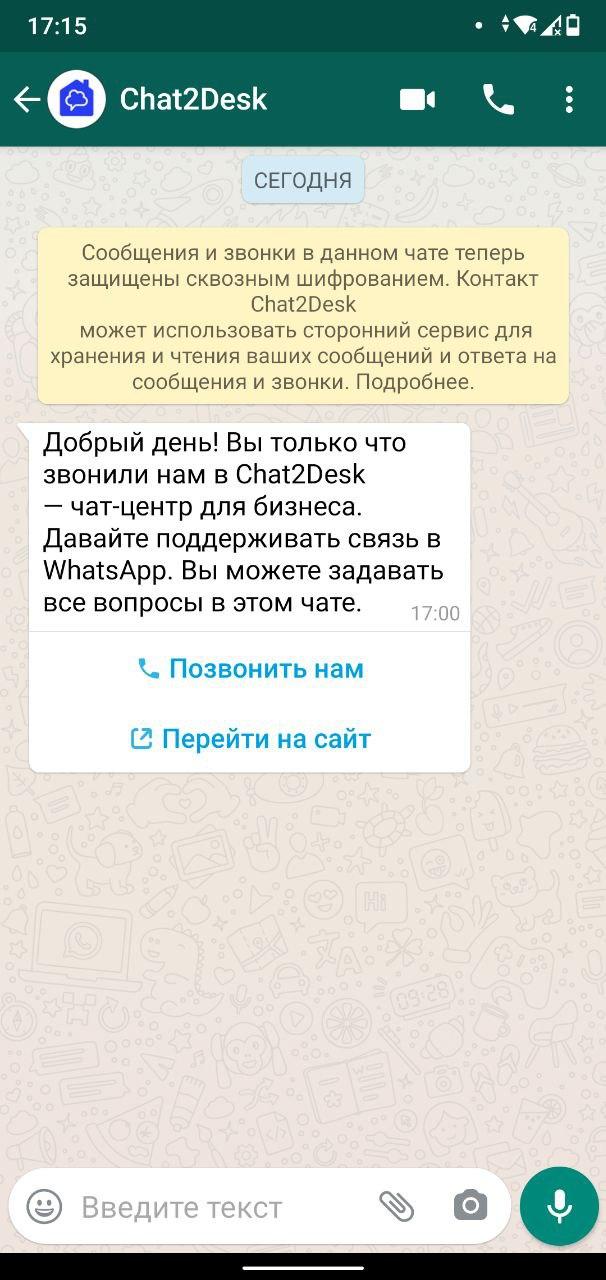 17:15
Chat2Desk
СЕГОДНЯ
Сообщения и звонки в данном чате теперь
защищены сквозным шифрованием. Контакт
Chat2Desk
может использовать сторонний сервис для
хранения и чтения ваших сообщений и ответа на
сообщения и звонки. Подробнее.
Добрый день! Вы только что
звонили нам в Chat2Desk
— чат-центр для бизнеса.
Давайте поддерживать связь в
WhatsApp. Вы можете задавать
все вопросы в этом чате.
17:00
Позвонить нам
Перейти на сайт
Hi
09:29
Введите текст